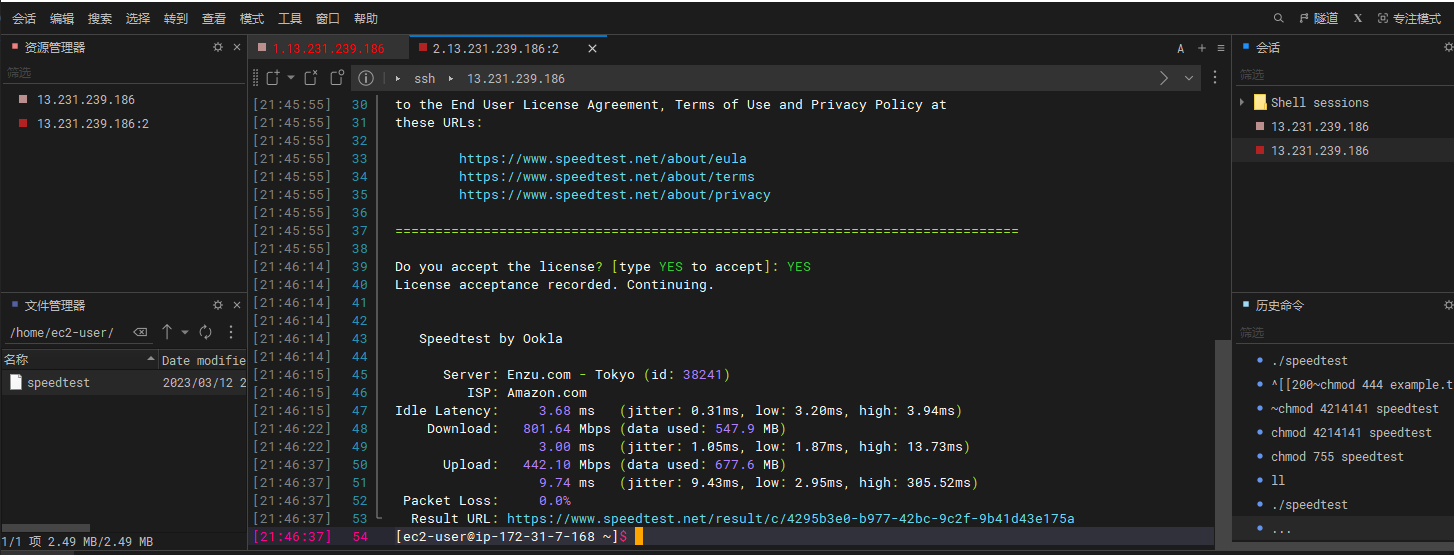 会话 编辑 搜索 选择 转到 查看 模式 工具 窗口 帮助 隧道 X 专注模式
资源管理器
筛选
13.231.239.186
13.231.239.186:2
文件管理器
/home/ec2-user/
名称 Date modifie
speedtest 2023/03/12 2
1/1 项 2.49 MB/2.49 MB
1.13.231.239.186 2.13.231.239.186:2 A
ssh 13.231.239.186
[21:45:55] 30 to the End User License Agreement, Terms of Use and Privacy Policy at
[21:45:55] 31 these URLs:
[21:45:55] 32
[21:45:55] 33 https://www.speedtest.net/about/eula
[21:45:55] 34 https://www.speedtest.net/about/terms
[21:45:55] 35 https://www.speedtest.net/about/privacy
[21:45:55] 36
[21:45:55] 37 ==============================================================================
[21:45:55] 38
[21:46:14] 39 Do you accept the license? [type YES to accept]: YES
[21:46:14] 40 License acceptance recorded. Continuing.
[21:46:14] 41
[21:46:14] 42
[21:46:14] 43 Speedtest by Ookla
[21:46:14] 44
[21:46:15] 45 Server: Enzu.com - Tokyo (id: 38241)
[21:46:15] 46 ISP: Amazon.com
[21:46:15] 47 Idle Latency: 3.68 ms (jitter: 0.31ms, low: 3.20ms, high: 3.94ms)
[21:46:22] 48 Download: 801.64 Mbps (data used: 547.9 MB)
[21:46:22] 49 3.00 ms (jitter: 1.05ms, low: 1.87ms, high: 13.73ms)
[21:46:37] 50 Upload: 442.10 Mbps (data used: 677.6 MB)
[21:46:37] 51 9.74 ms (jitter: 9.43ms, low: 2.95ms, high: 305.52ms)
[21:46:37] 52 Packet Loss: 0.0%
[21:46:37] 53 Result URL: https://www.speedtest.net/result/c/4295b3e0-b977-42bc-9c2f-9b41d43e175a
[21:46:37] 54 [ec2-user@ip-172-31-7-168 ~]$
会话
筛选
Shell sessions
13.231.239.186
13.231.239.186
历史命令
筛选
./speedtest
^[[200~chmod 444 example.t
~chmod 4214141 speedtest
chmod 4214141 speedtest
chmod 755 speedtest
ll
./speedtest
...